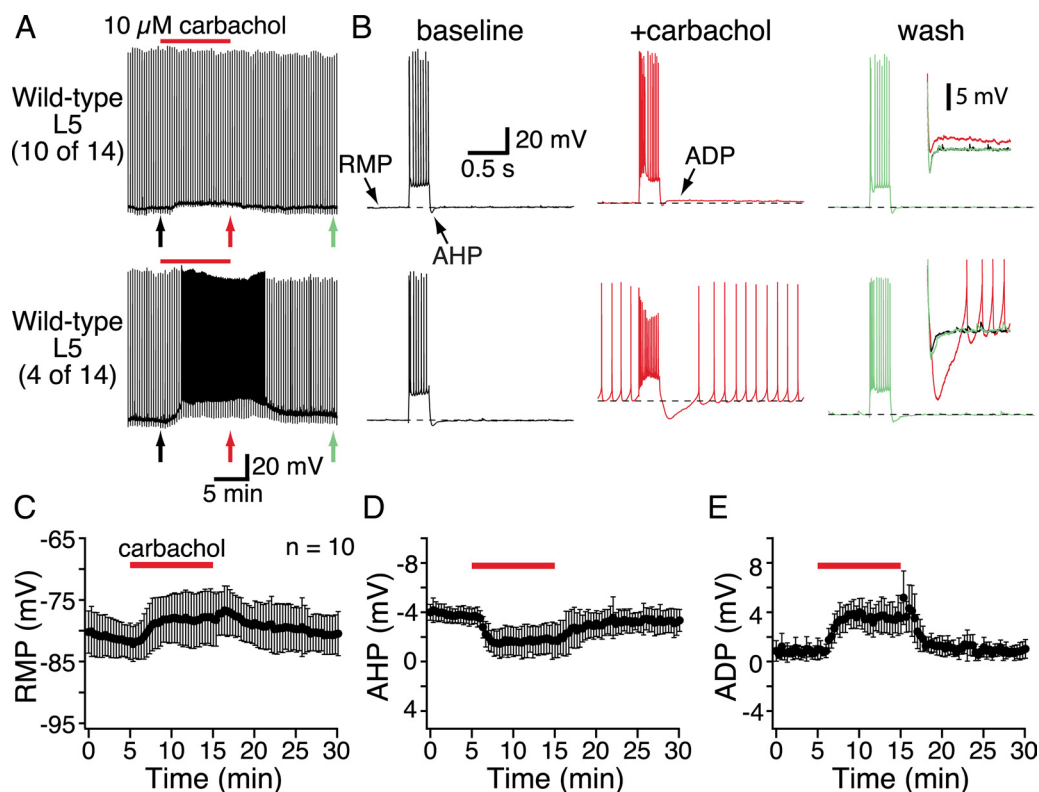 A
10 µM carbachol
B
baseline
+carbachol
wash
Wild-type
L5
(10 of 14)
RMP
20 mV
0.5 s
ADP
5 mV
AHP
Wild-type
L5
(4 of 14)
20 mV
5 min
C
D
E
-65
-75
-85
-95
RMP (mV)
carbachol
n = 10
0 5 10 15 20 25 30
Time (min)
-8
-4
0
4
AHP (mV)
0 5 10 15 20 25 30
Time (min)
8
4
0
-4
ADP (mV)
0 5 10 15 20 25 30
Time (min)